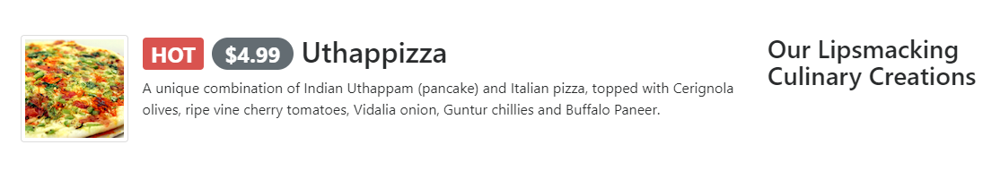 HOT $4.99 Uthappizza
A unique combination of Indian Uthappam (pancake) and Italian pizza, topped with Cerignola
olives, ripe vine cherry tomatoes, Vidalia onion, Guntur chillies and Buffalo Paneer.
Our Lipsmacking
Culinary Creations